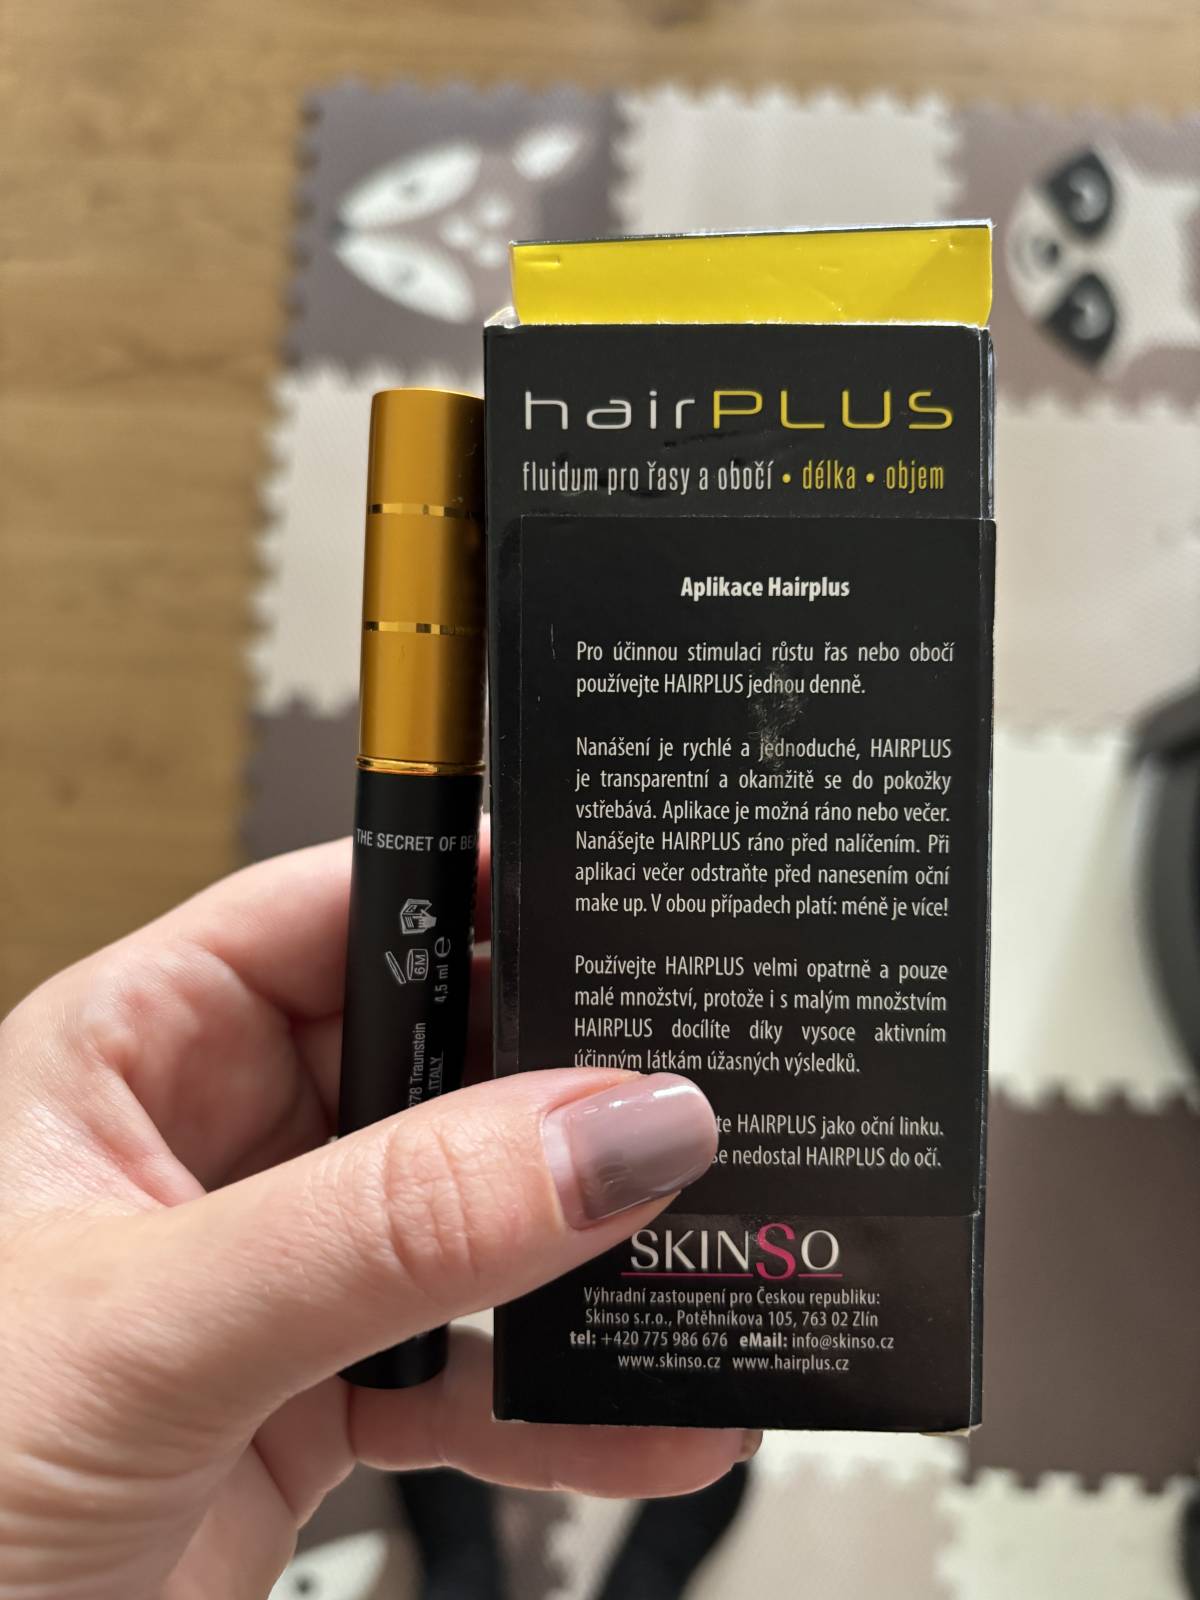 hairPLUS
fluidum pro řasy a obočí • délka • objem
Aplikace Hairplus
Pro účinnou stimulaci růstu řas nebo obočí
používejte HAIRPLUS jednou denně.
Nanášení je rychlé a jednoduché, HAIRPLUS
je transparentní a okamžitě se do pokožky
vstřebává. Aplikace je možná ráno nebo večer.
Nanášejte HAIRPLUS ráno před nalíčením. Při
aplikaci večer odstraňte před nanesením oční
make up. V obou případech platí: méně je více!
Používejte HAIRPLUS velmi opatrně a pouze
malé množství, protože i s malým množstvím
HAIRPLUS docílíte díky vysoce aktivním
účinným látkám úžasných výsledků.
HAIRPLUS jako oční linku.
se nedostal HAIRPLUS do očí.
SKINSO
Výhradní zastoupení pro Českou republiku:
Skinso s.r.o., Potěhníkova 105, 763 02 Zlín
tel: +420 775 986 676 eMail: info@skinso.cz
www.skinso.cz www.hairplus.cz
THE SECRET OF
6M
4,5 ml e
Traunstein
ITALY